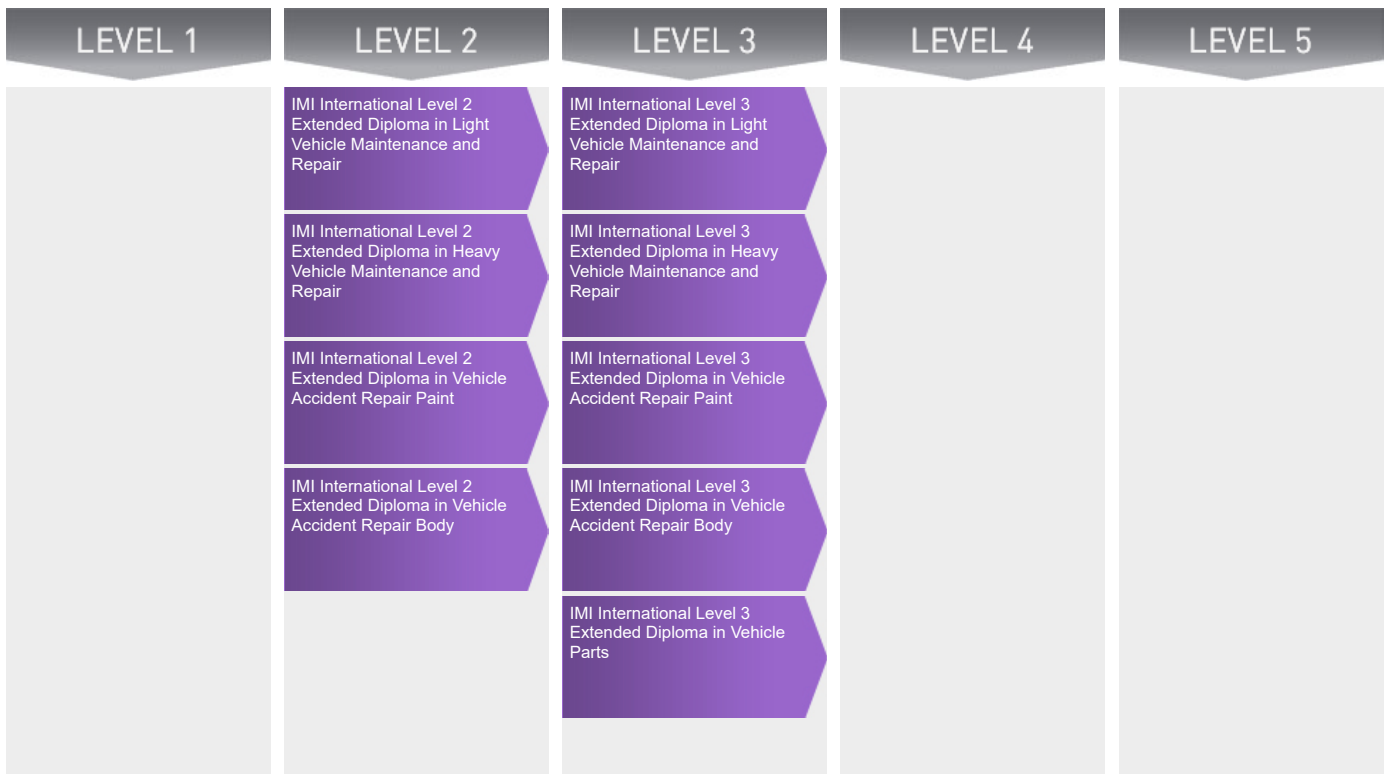 LEVEL 1
LEVEL 2
LEVEL 3
LEVEL 4
LEVEL 5
IMI International Level 2
Extended Diploma in Light
Vehicle Maintenance and
Repair
IMI International Level 2
Extended Diploma in Heavy
Vehicle Maintenance and
Repair
IMI International Level 2
Extended Diploma in Vehicle
Accident Repair Paint
IMI International Level 2
Extended Diploma in Vehicle
Accident Repair Body
IMI International Level 3
Extended Diploma in Light
Vehicle Maintenance and
Repair
IMI International Level 3
Extended Diploma in Heavy
Vehicle Maintenance and
Repair
IMI International Level 3
Extended Diploma in Vehicle
Accident Repair Paint
IMI International Level 3
Extended Diploma in Vehicle
Accident Repair Body
IMI International Level 3
Extended Diploma in Vehicle
Parts